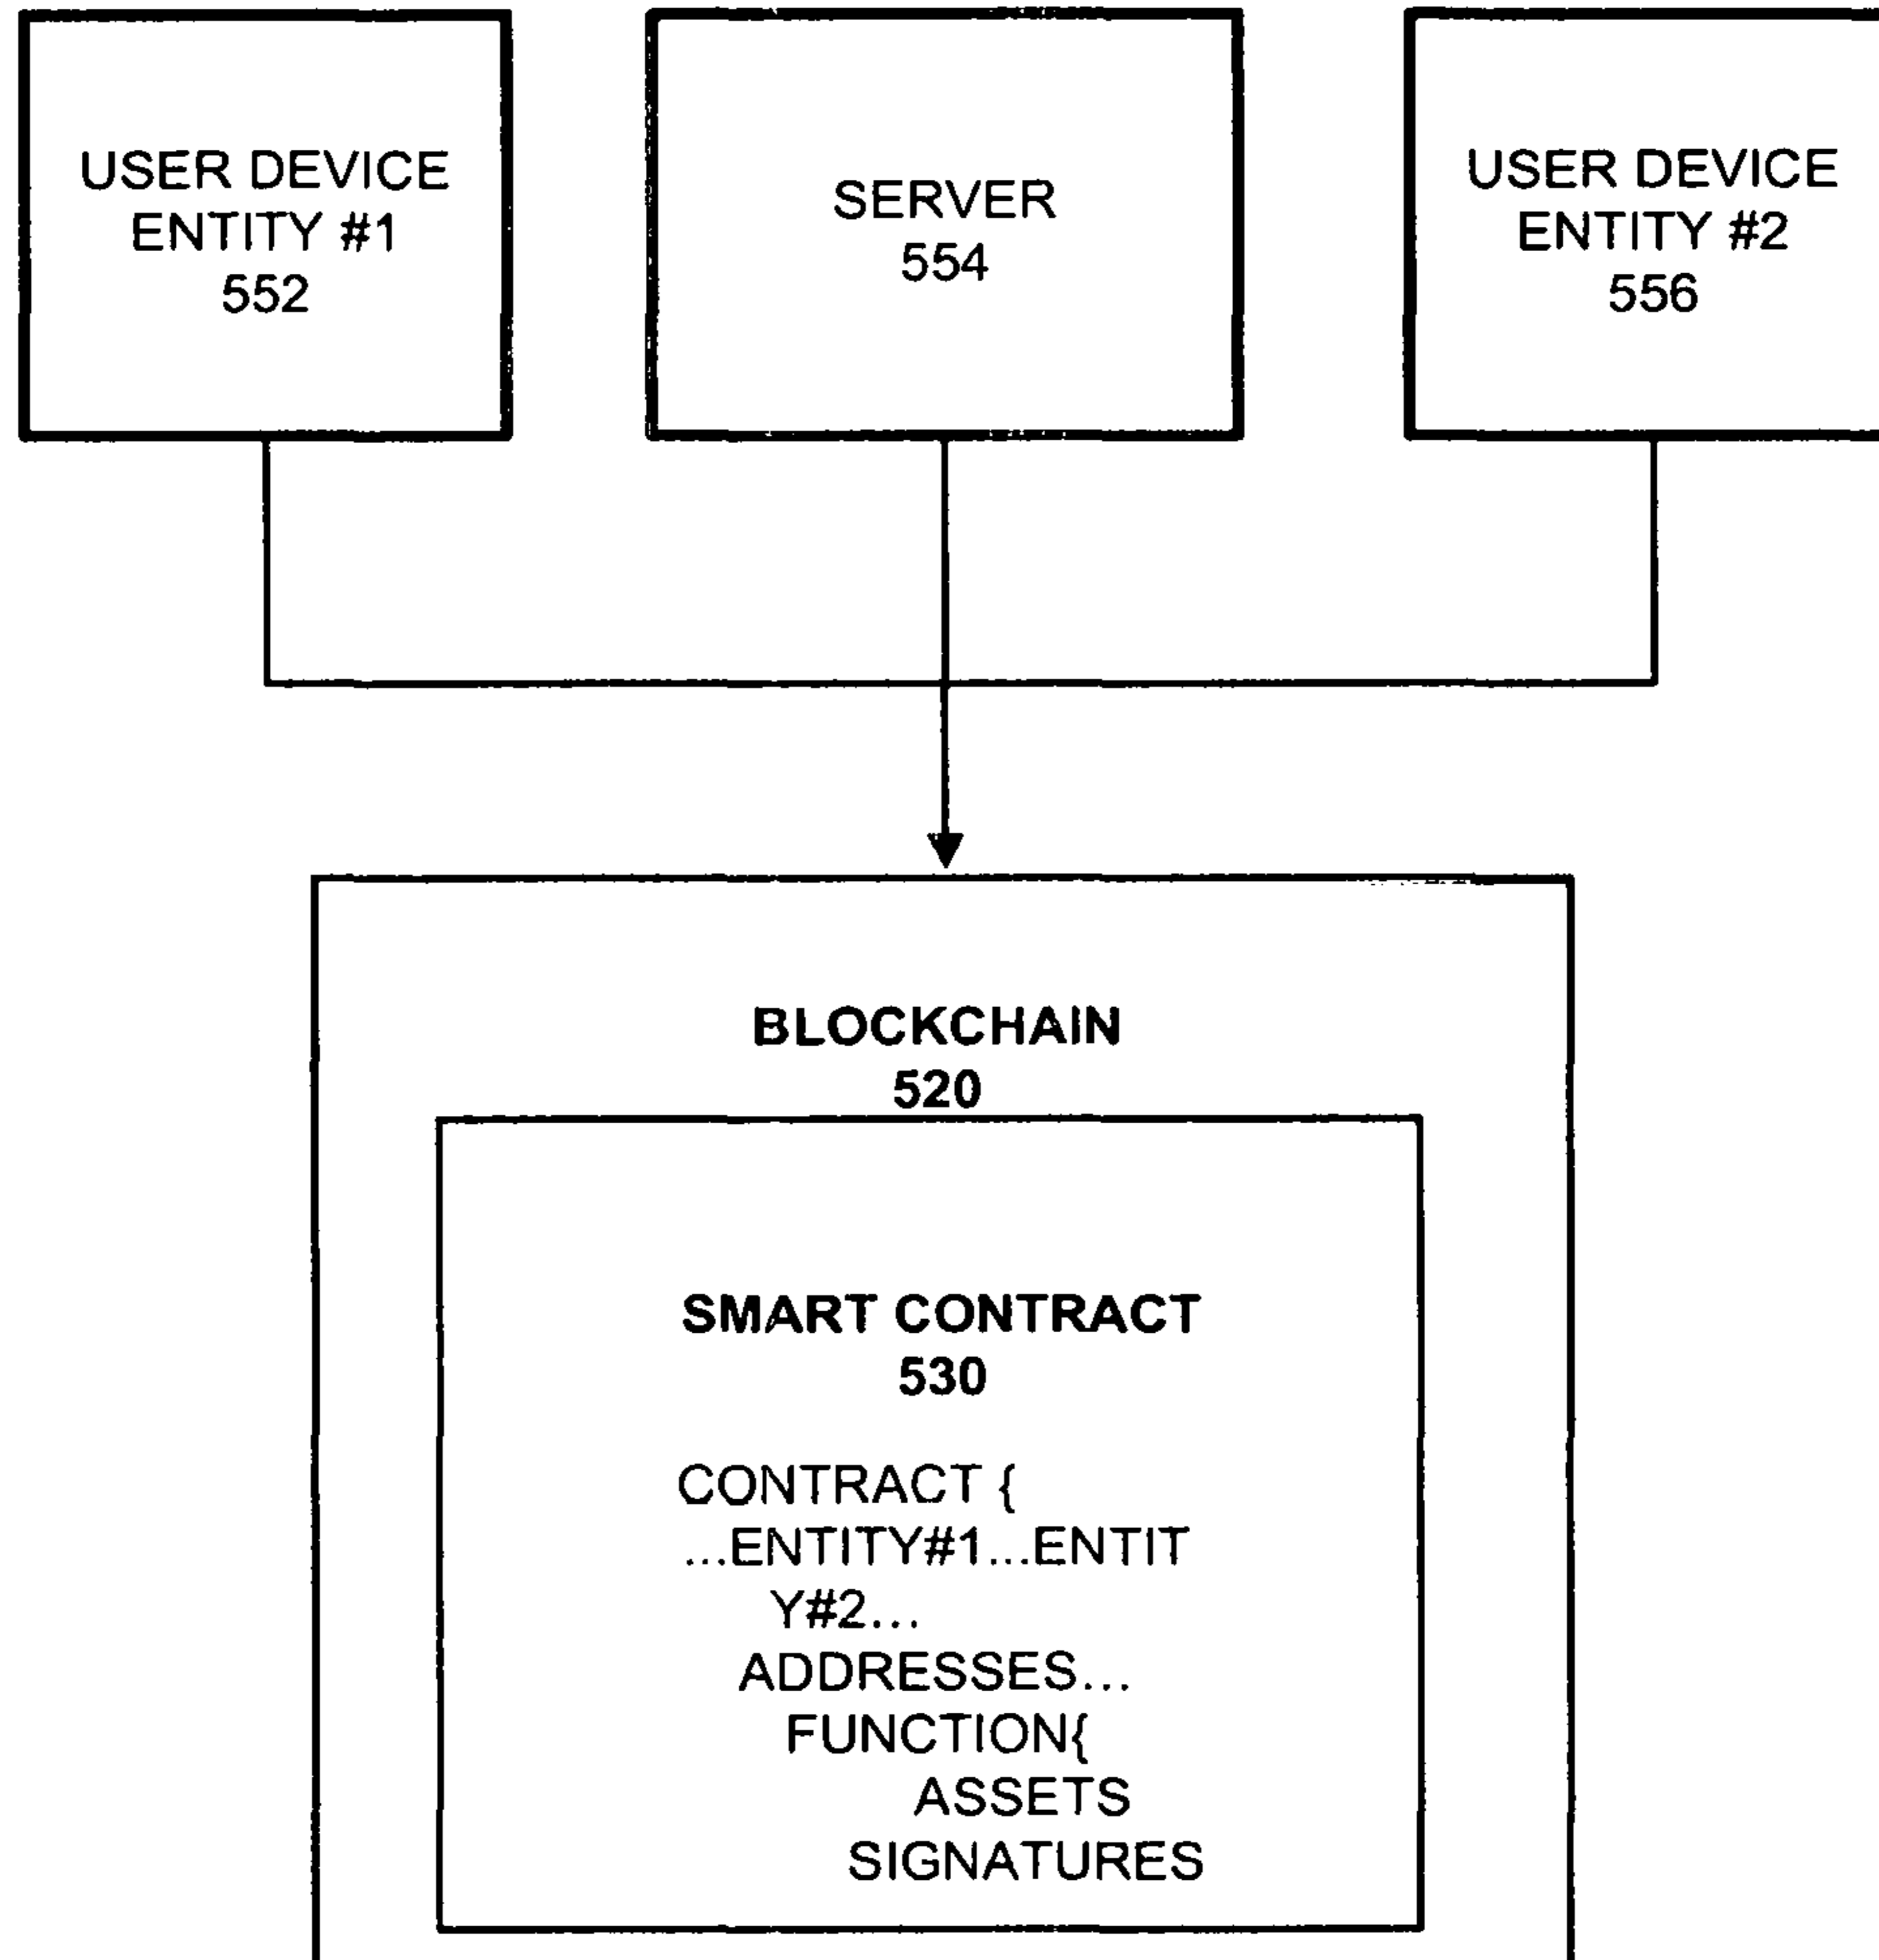 USER DEVICE
ENTITY #1
552
SERVER
554
USER DEVICE
ENTITY #2
556
BLOCKCHAIN
520
SMART CONTRACT
530
CONTRACT {
...ENTITY#1...ENTIT
Y#2...
ADDRESSES...
FUNCTION{
ASSETS
SIGNATURES